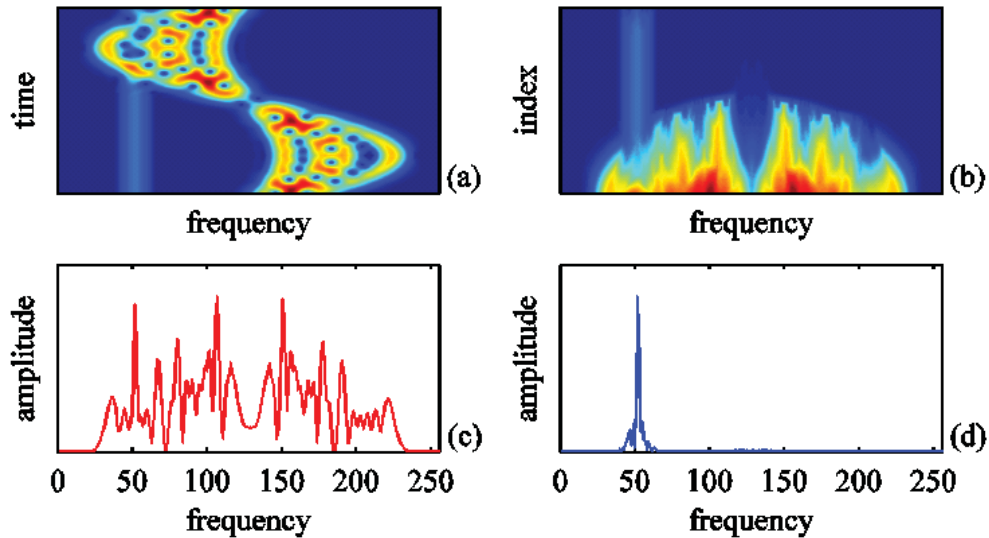 time
(a)
frequency
index
(b)
frequency
amplitude
(c)
0 50 100 150 200 250
frequency
amplitude
(d)
0 50 100 150 200 250
frequency